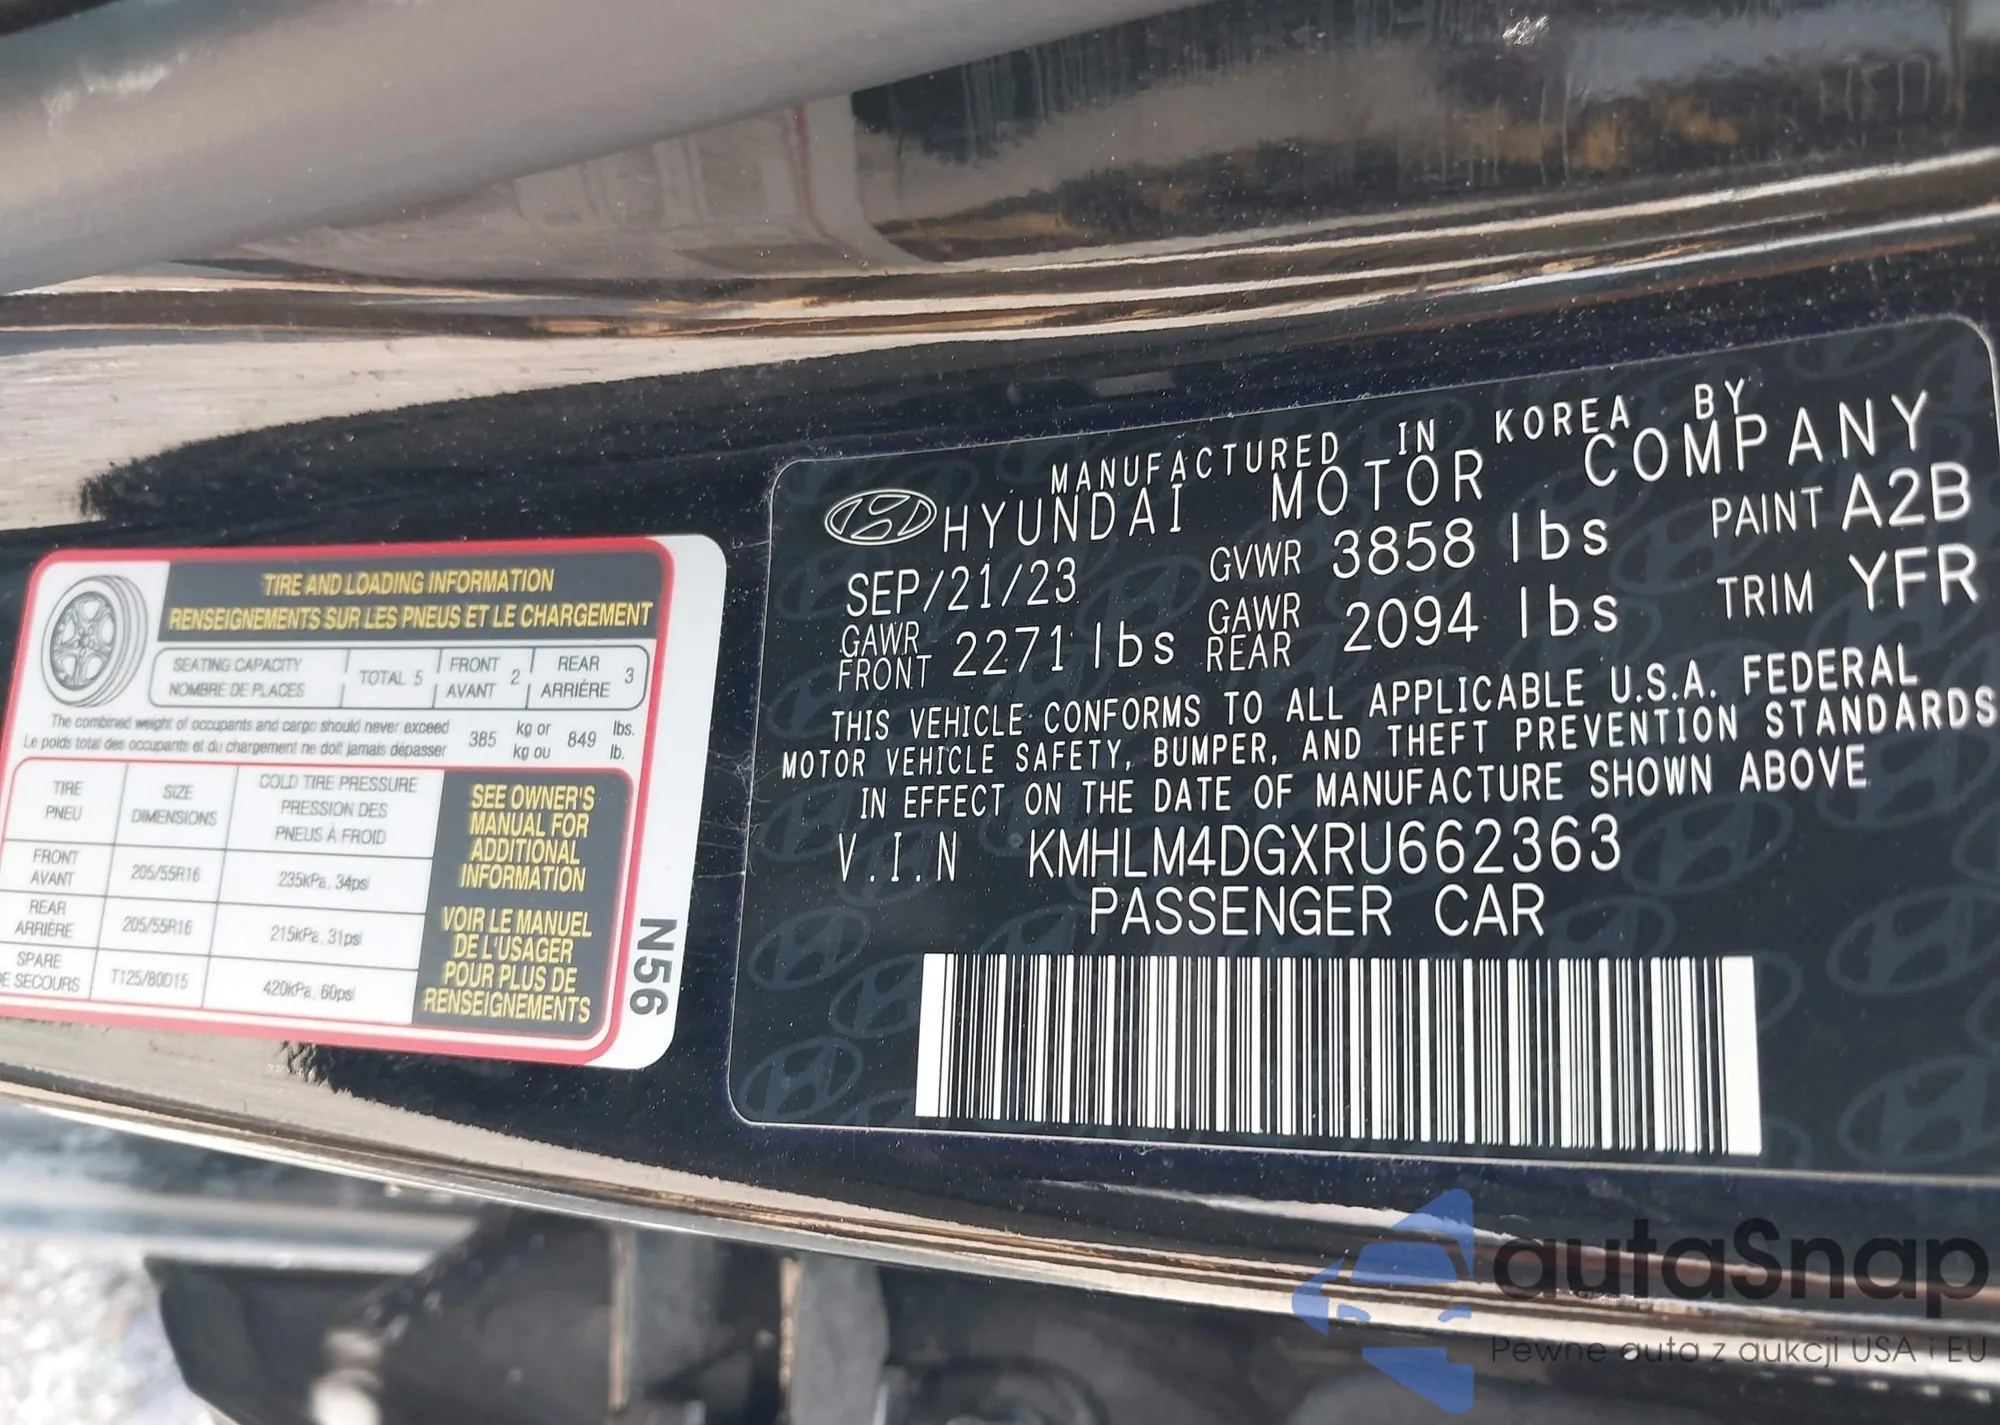 TIRE AND LOADING INFORMATION
RENSEIGNEMENTS SUR LES PNEUS ET LE CHARGEMENT
SEATING CAPACITY
NOMBRE DE PLACES
TOTAL 5
FRONT
AVANT
2
REAR
ARRIÈRE
3
The combined weight of occupants and cargo should never exceed
Le poids total des occupants et du chargement ne doit jamais dépasser
385
kg or
kg ou
849
lbs.
lb.
TIRE
PNEU
SIZE
DIMENSIONS
COLD TIRE PRESSURE
PRESSION DES
PNEUS À FROID
FRONT
AVANT
205/55R16
235kPa, 34psi
REAR
ARRIÈRE
205/55R16
215kPa, 31psi
SPARE
DE SECOURS
T125/80D15
420kPa, 60psi
SEE OWNER'S
MANUAL FOR
ADDITIONAL
INFORMATION
VOIR LE MANUEL
DE L'USAGER
POUR PLUS DE
RENSEIGNEMENTS
N56
MANUFACTURED IN KOREA BY
HYUNDAI MOTOR COMPANY
SEP/21/23 GVWR 3858 lbs PAINT A2B
GAWR FRONT 2271 lbs GAWR REAR 2094 lbs TRIM YFR
THIS VEHICLE CONFORMS TO ALL APPLICABLE U.S.A. FEDERAL
MOTOR VEHICLE SAFETY, BUMPER, AND THEFT PREVENTION STANDARDS
IN EFFECT ON THE DATE OF MANUFACTURE SHOWN ABOVE
V.I.N KMHLM4DGXRU662363
PASSENGER CAR
autaSnap
Pewne auta z aukcji USA i EU